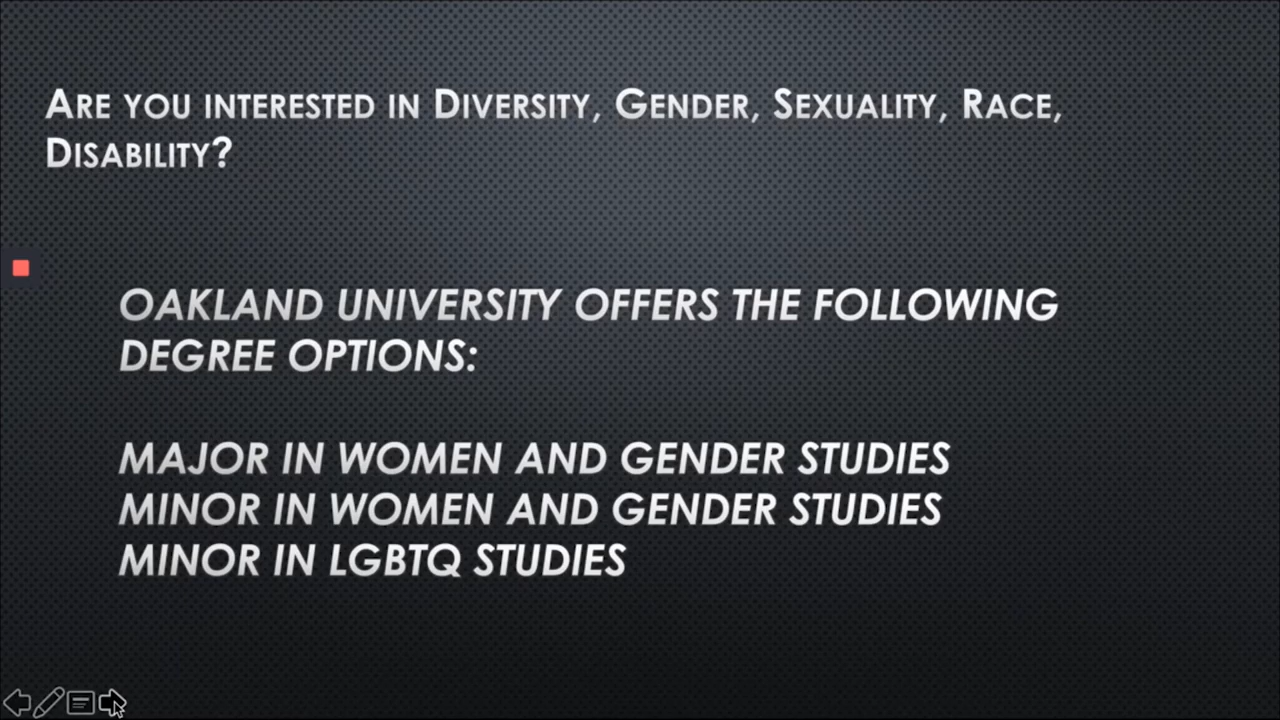 Are you interested in Diversity, Gender, Sexuality, Race,
Disability?
OAKLAND UNIVERSITY OFFERS THE FOLLOWING
DEGREE OPTIONS:
MAJOR IN WOMEN AND GENDER STUDIES
MINOR IN WOMEN AND GENDER STUDIES
MINOR IN LGBTQ STUDIES